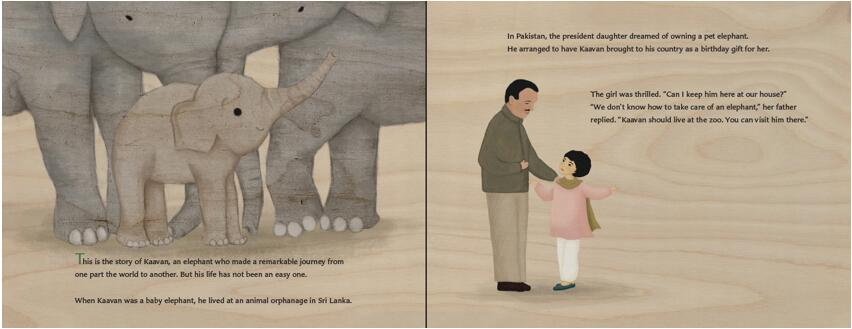 This is the story of Kaavan, an elephant who made a remarkable journey from
one part the world to another. But his life has not been an easy one.
When Kaavan was a baby elephant, he lived at an animal orphanage in Sri Lanka.
In Pakistan, the president daughter dreamed of owning a pet elephant.
He arranged to have Kaavan brought to his country as a birthday gift for her.
The girl was thrilled. "Can I keep him here at our house?"
"We don't know how to take care of an elephant," her father
replied. "Kaavan should live at the zoo. You can visit him there."